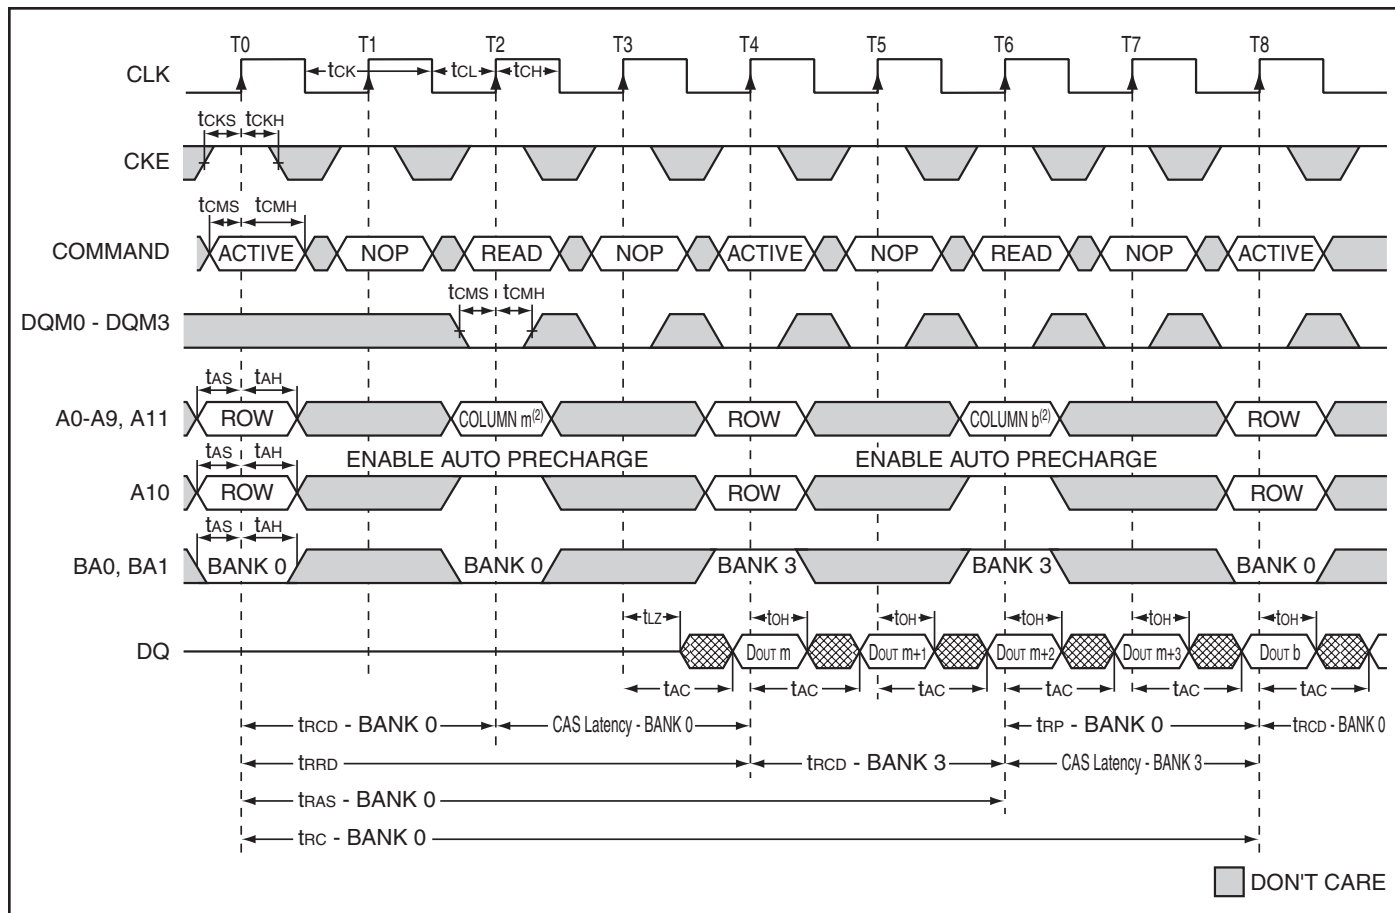 T0 T1 T2 T3 T4 T5 T6 T7 T8
CLK tCK tCL tCH
tCKS tCKH
CKE
tCMS tCMH
COMMAND ACTIVE NOP READ NOP ACTIVE NOP READ NOP ACTIVE
tCMS tCMH
DQM0 - DQM3
tAS tAH
A0-A9, A11 ROW COLUMN m(2) ROW COLUMN b(2) ROW
tAS tAH ENABLE AUTO PRECHARGE ENABLE AUTO PRECHARGE
A10 ROW ROW ROW
tAS tAH
BA0, BA1 BANK 0 BANK 0 BANK 3 BANK 3 BANK 0
tLZ tOH tOH tOH tOH tOH
DQ DOUT m DOUT m+1 DOUT m+2 DOUT m+3 DOUT b
tAC tAC tAC tAC tAC tAC
tRCD - BANK 0 CAS Latency - BANK 0 tRP - BANK 0 tRCD - BANK 0
tRRD tRCD - BANK 3 CAS Latency - BANK 3
tRAS - BANK 0
tRC - BANK 0
DON'T CARE